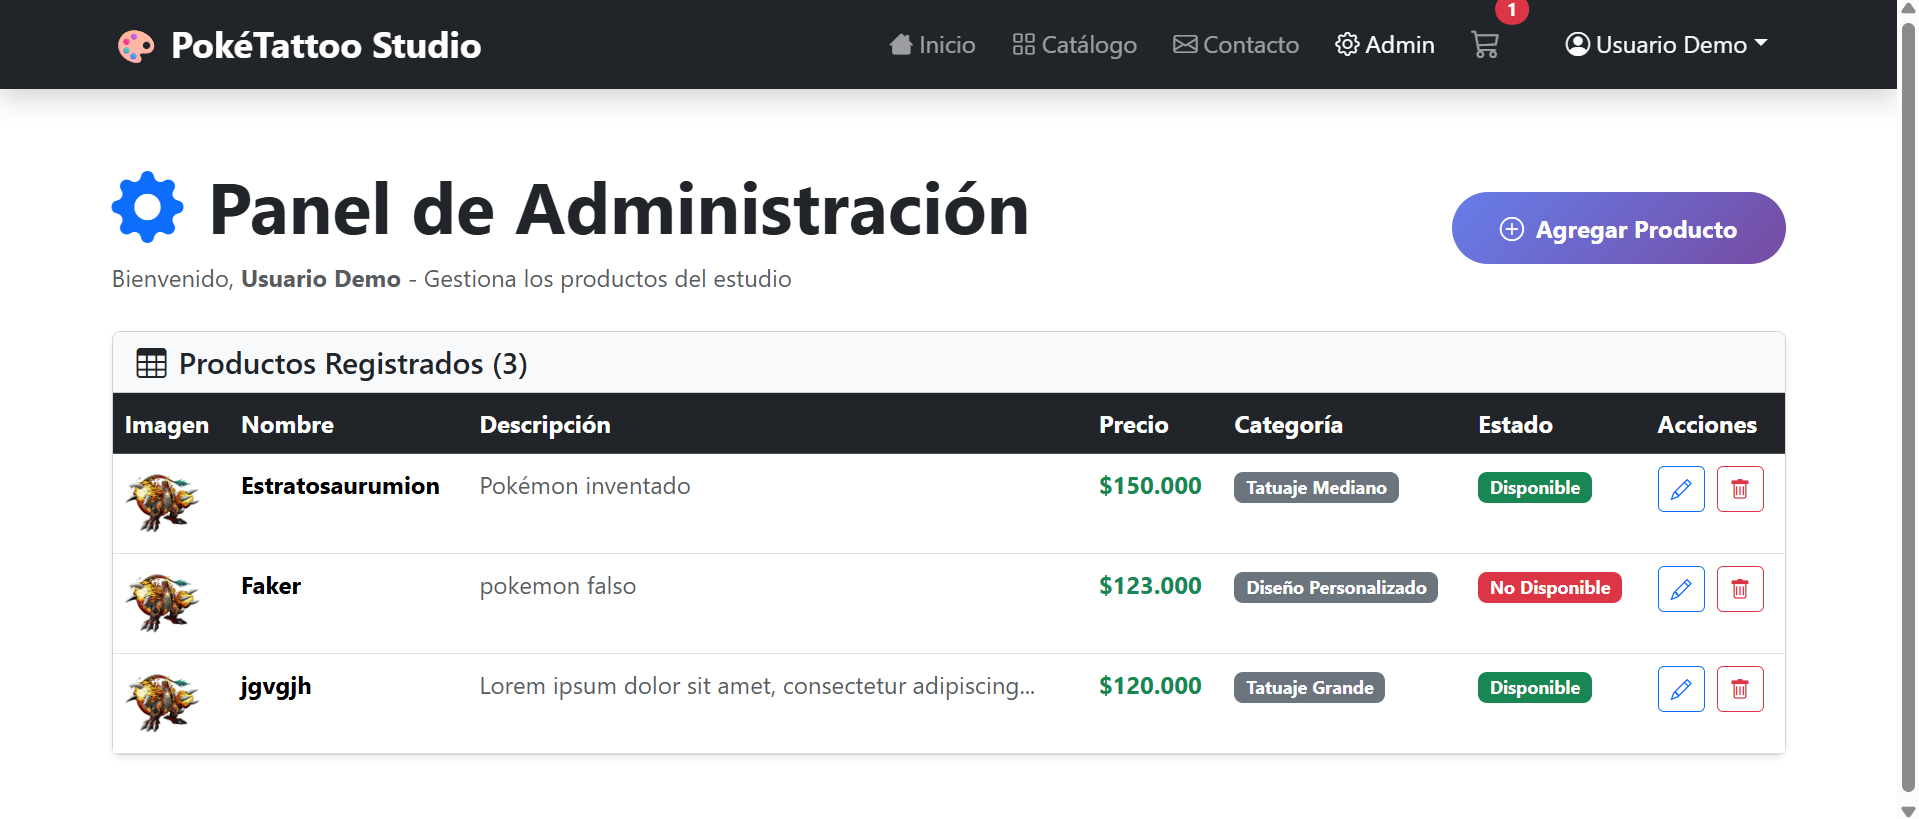 PokéTattoo Studio
Inicio
Catálogo
Contacto
Admin
1
Usuario Demo
Panel de Administración
Agregar Producto
Bienvenido, Usuario Demo - Gestiona los productos del estudio
Productos Registrados (3)
Imagen Nombre Descripción Precio Categoría Estado Acciones
Estratosaurumion Pokémon inventado $150.000 Tatuaje Mediano Disponible
Faker pokemon falso $123.000 Diseño Personalizado No Disponible
jgvgjh Lorem ipsum dolor sit amet, consectetur adipiscing... $120.000 Tatuaje Grande Disponible